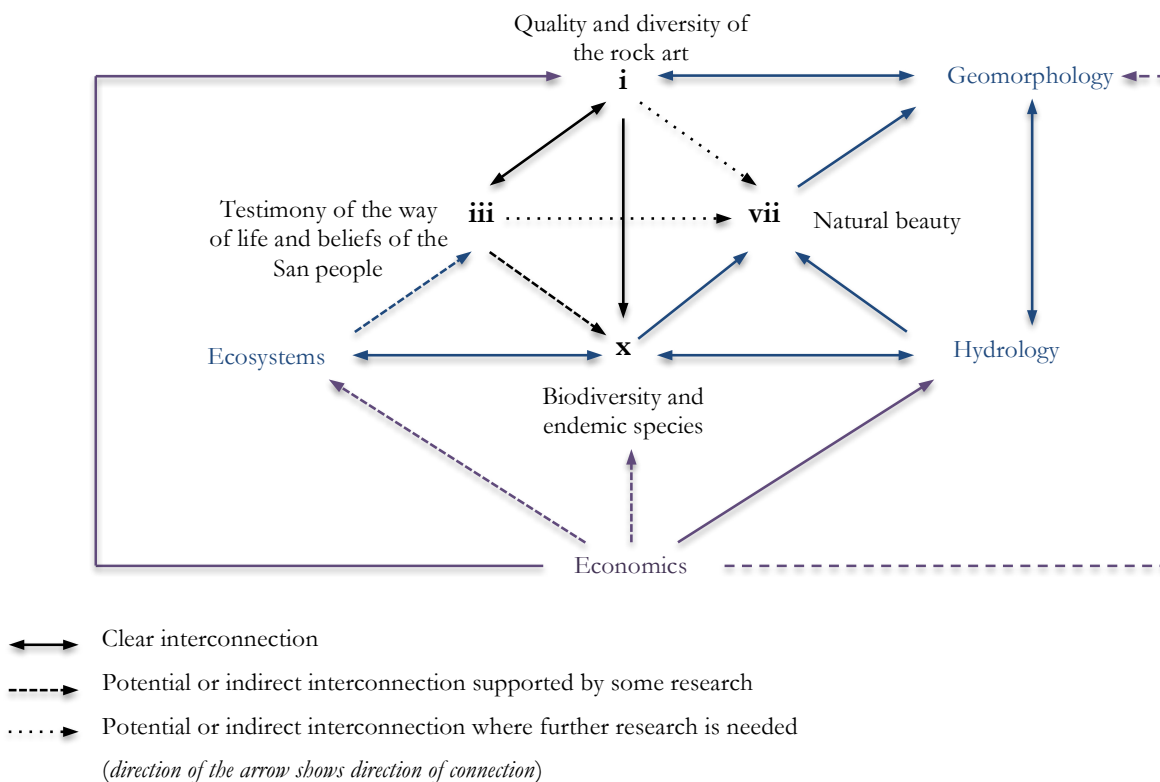 Quality and diversity of
the rock art
i
Geomorphology
Testimony of the way
of life and beliefs of the
San people
iii
vii
Natural beauty
Ecosystems
x
Hydrology
Biodiversity and
endemic species
Economics
Clear interconnection
Potential or indirect interconnection supported by some research
Potential or indirect interconnection where further research is needed
(direction of the arrow shows direction of connection)